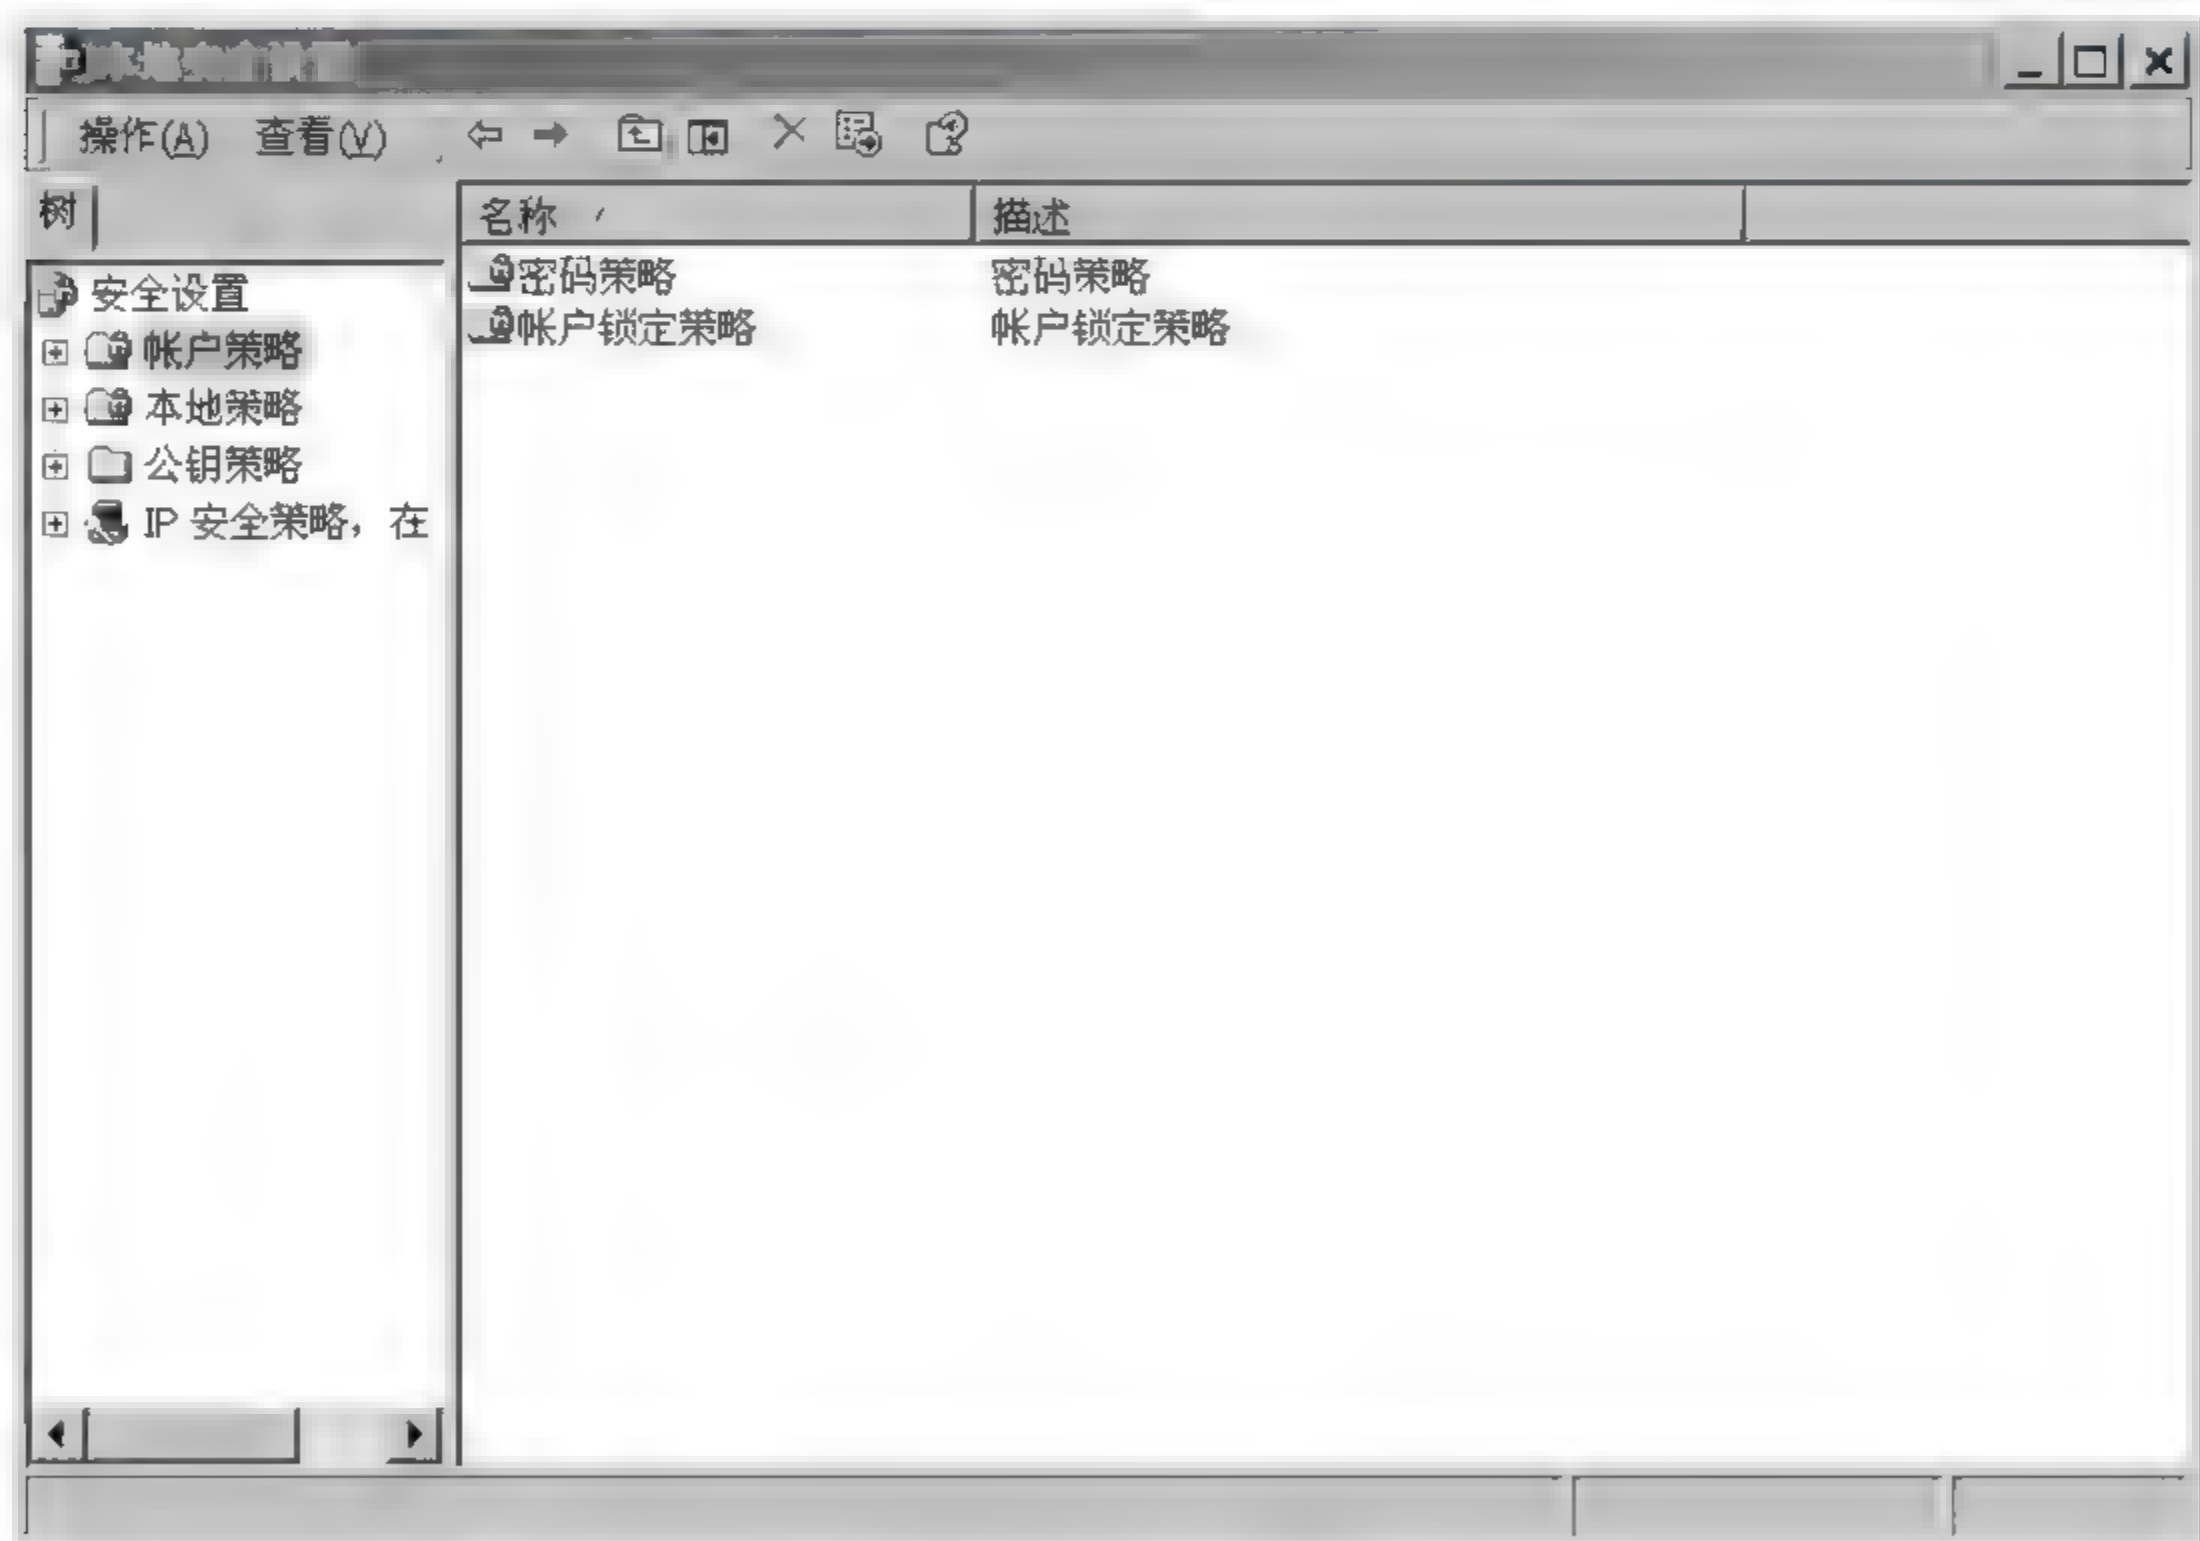 操作(A) 查看(V)
树
名称 描述
安全设置
帐户策略
本地策略
公钥策略
IP 安全策略，在
密码策略 密码策略
帐户锁定策略 帐户锁定策略